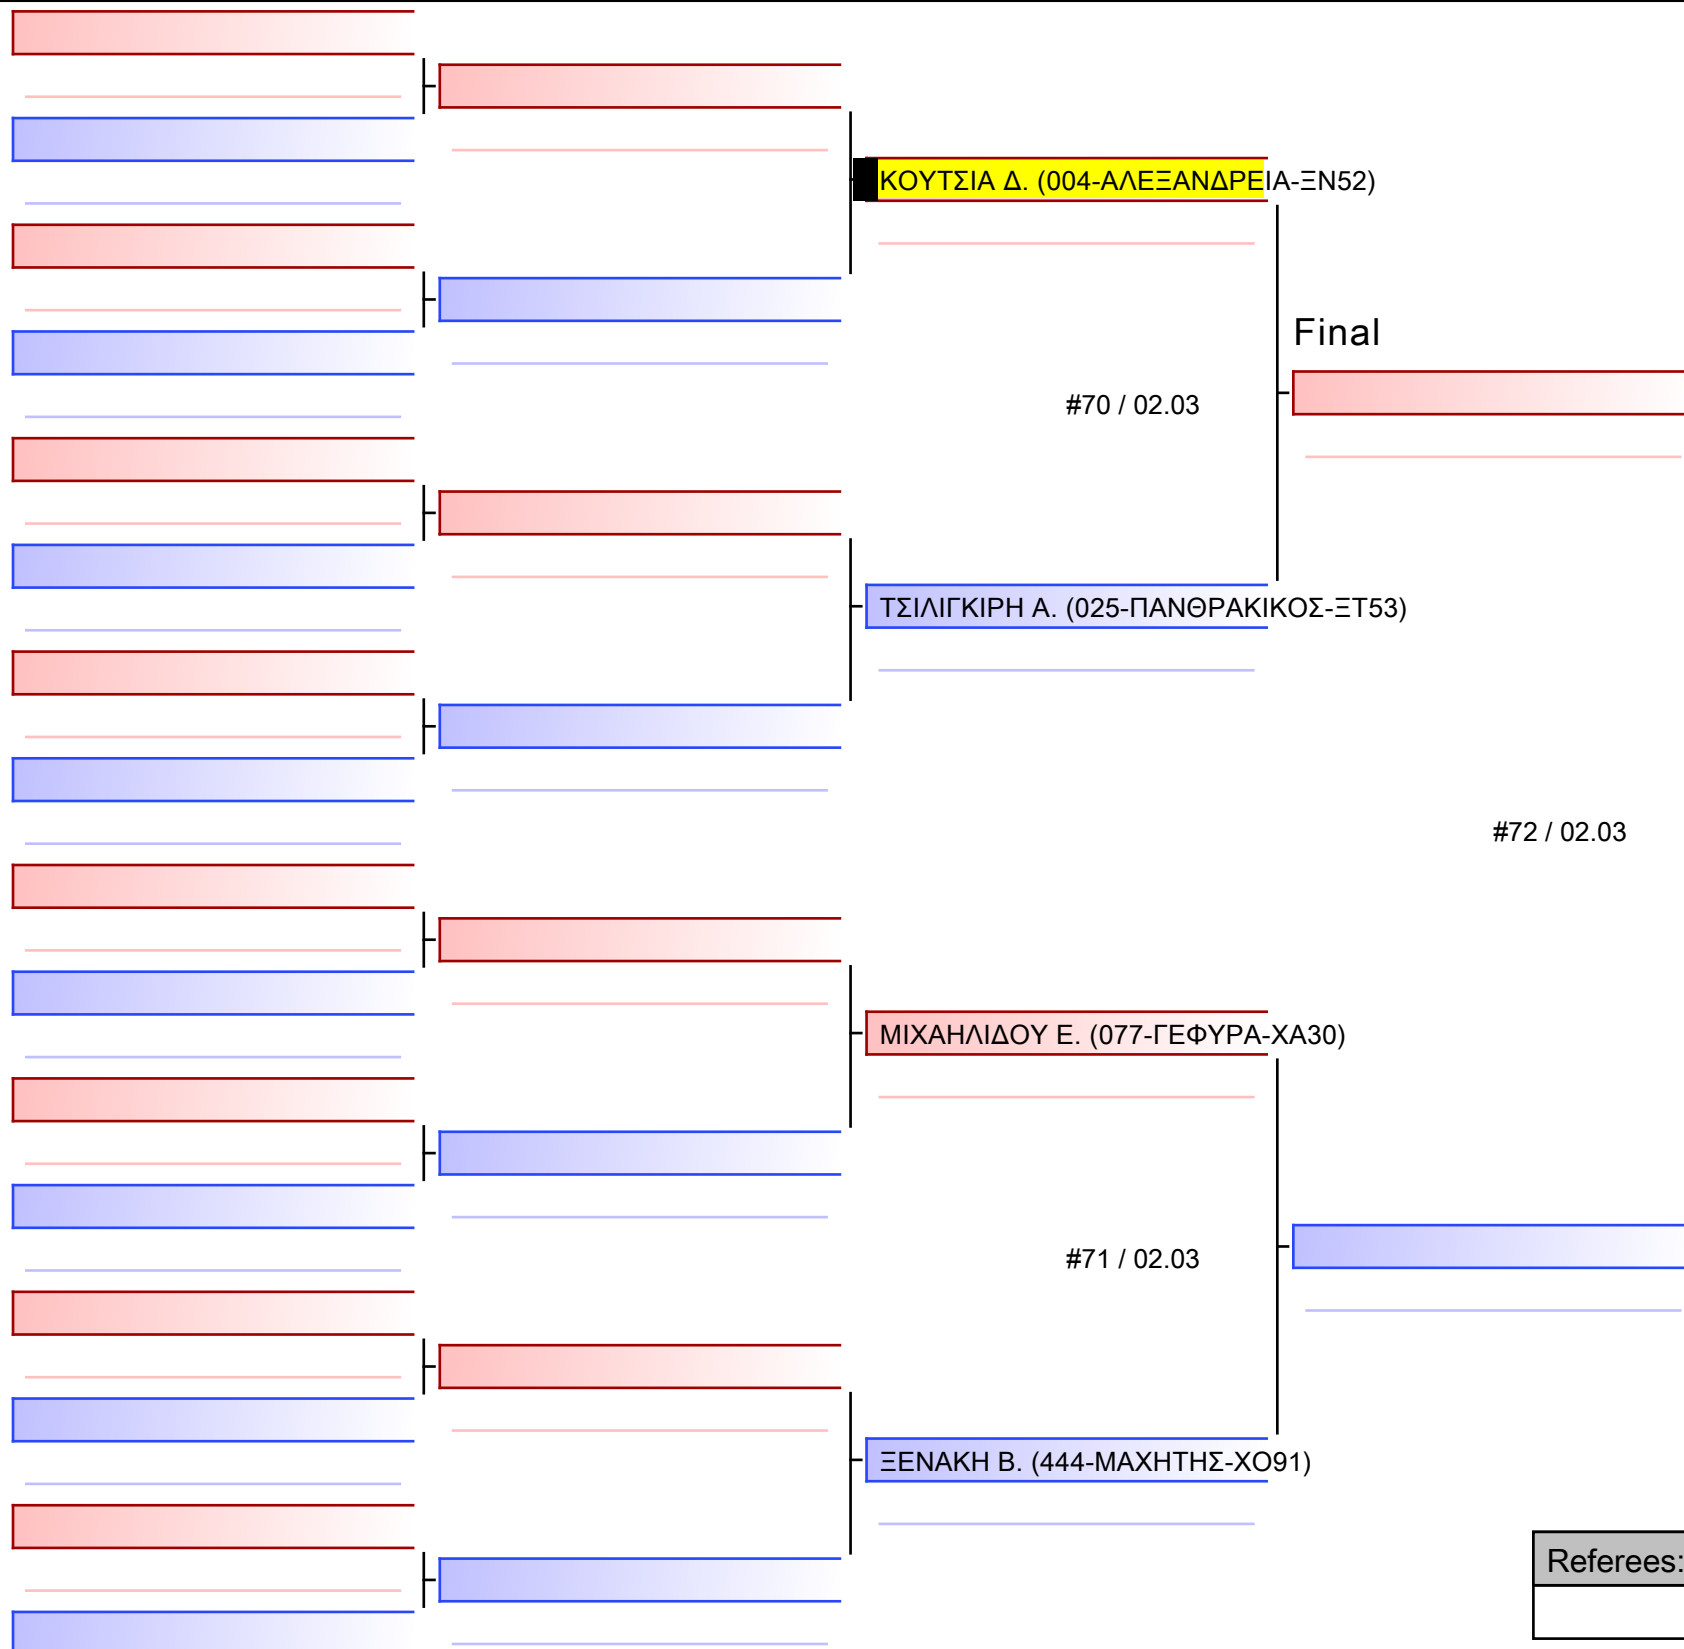 ΚΟΥΤΣΙΑ Δ. (004-ΑΛΕΞΑΝΔΡΕΙΑ-ΞΝ52)
Final
#70 / 02.03
ΤΣΙΛΙΓΚΙΡΗ Α. (025-ΠΑΝΘΡΑΚΙΚΟΣ-ΞΤ53)
#72 / 02.03
ΜΙΧΑΗΛΙΔΟΥ Ε. (077-ΓΕΦΥΡΑ-ΧΑ30)
#71 / 02.03
ΞΕΝΑΚΗ Β. (444-ΜΑΧΗΤΗΣ-ΧΟ91)
Referees: